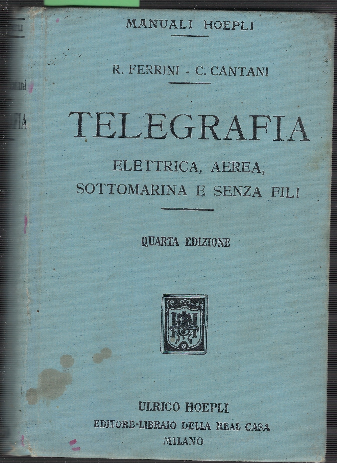 MANUALI HOEPLI
R. FERRINI - C. CANTANI
TELEGRAFIA
ELETTRICA, AEREA,
SOTTOMARINA E SENZA FILI
QUARTA EDIZIONE
ULRICO HOEPLI
EDITORE-LIBRAIO DELLA REAL CASA
MILANO